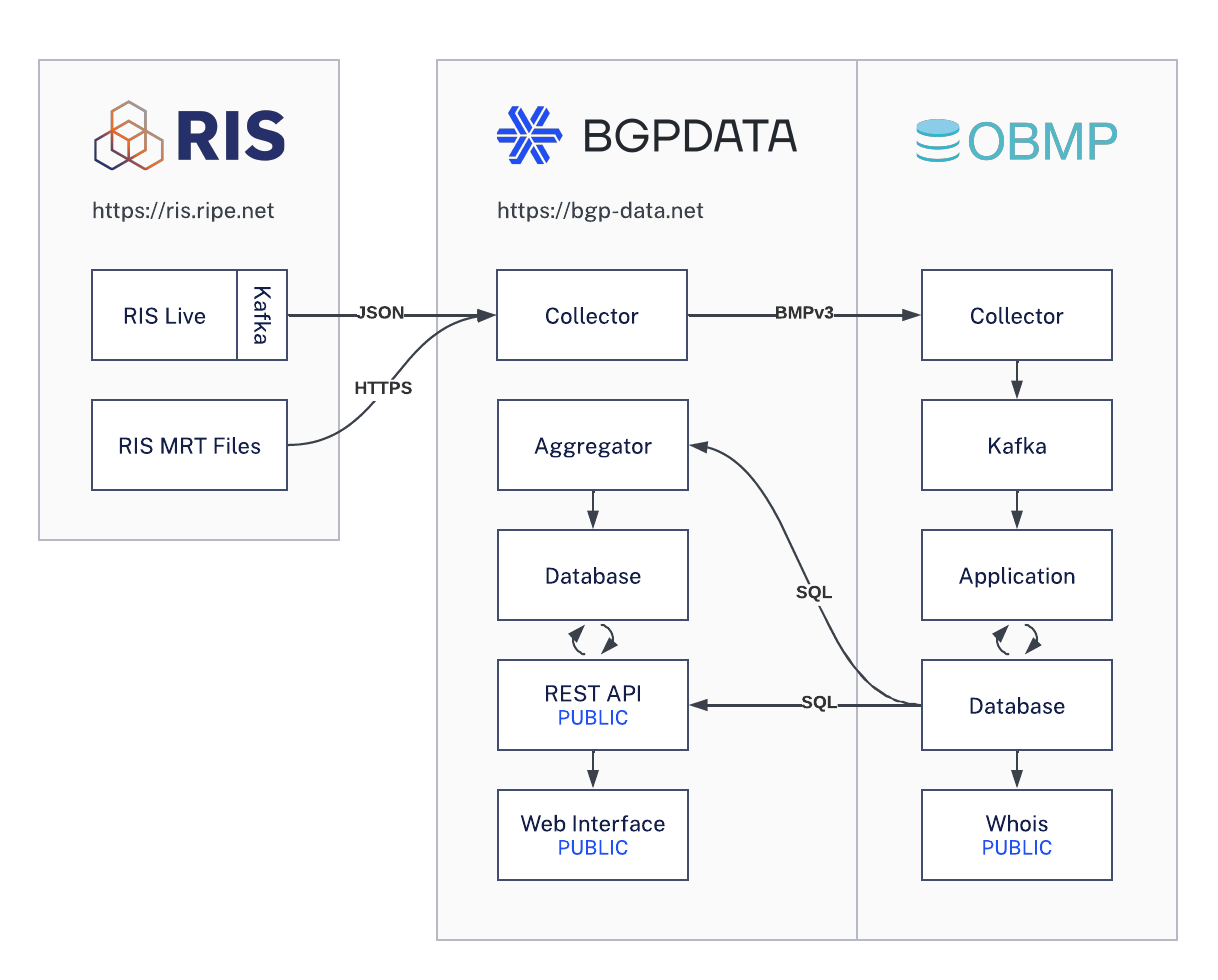 RIS
https://ris.ripe.net
RIS Live
Kafka
RIS MRT Files
JSON
HTTPS
BGPDATA
https://bgp-data.net
Collector
Aggregator
Database
REST API
PUBLIC
Web Interface
PUBLIC
BMPv3
SQL
SQL
OBMP
Collector
Kafka
Application
Database
Whois
PUBLIC